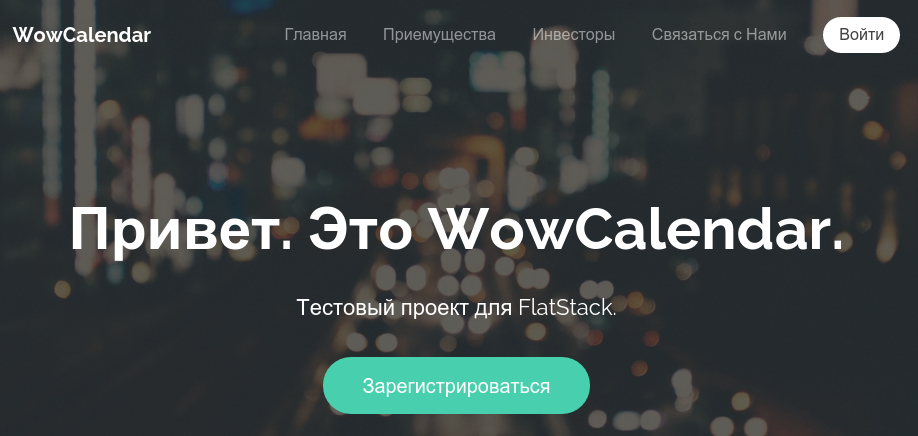 WowCalendar
Главная
Приемущества
Инвесторы
Связаться с Нами
Войти
Привет. Это WowCalendar.
Тестовый проект для FlatStack.
Зарегистрироваться